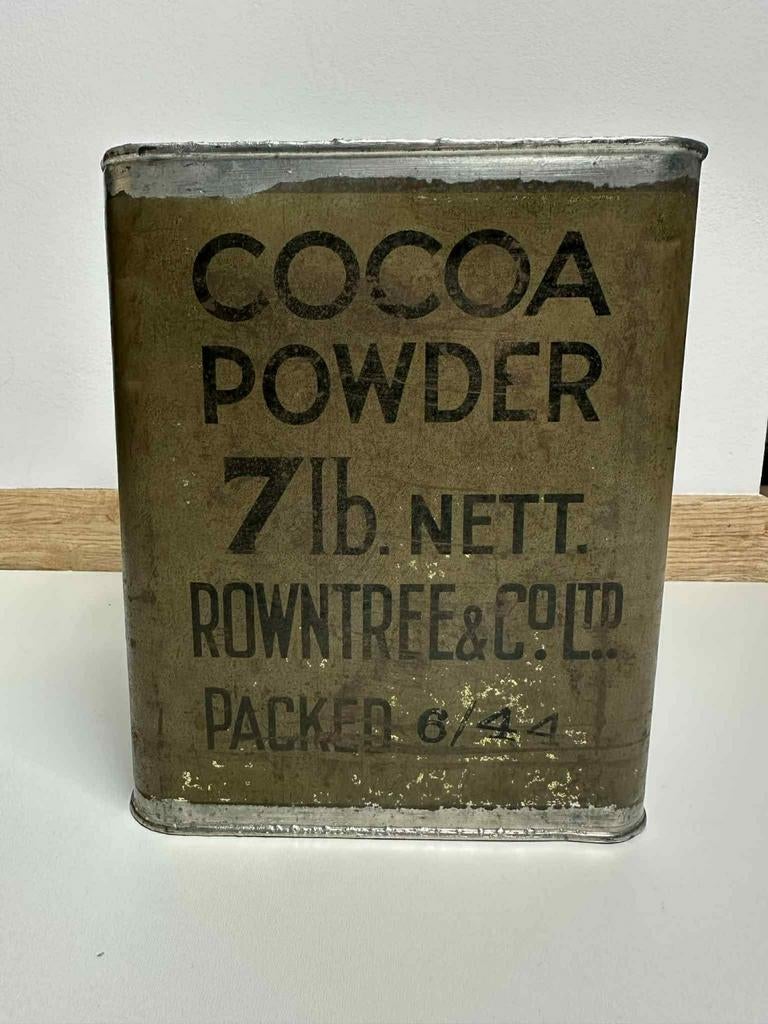 COCOA
POWDER
7lb. NETT.
ROWNTREE & Co. LTD.
PACKED 6/44